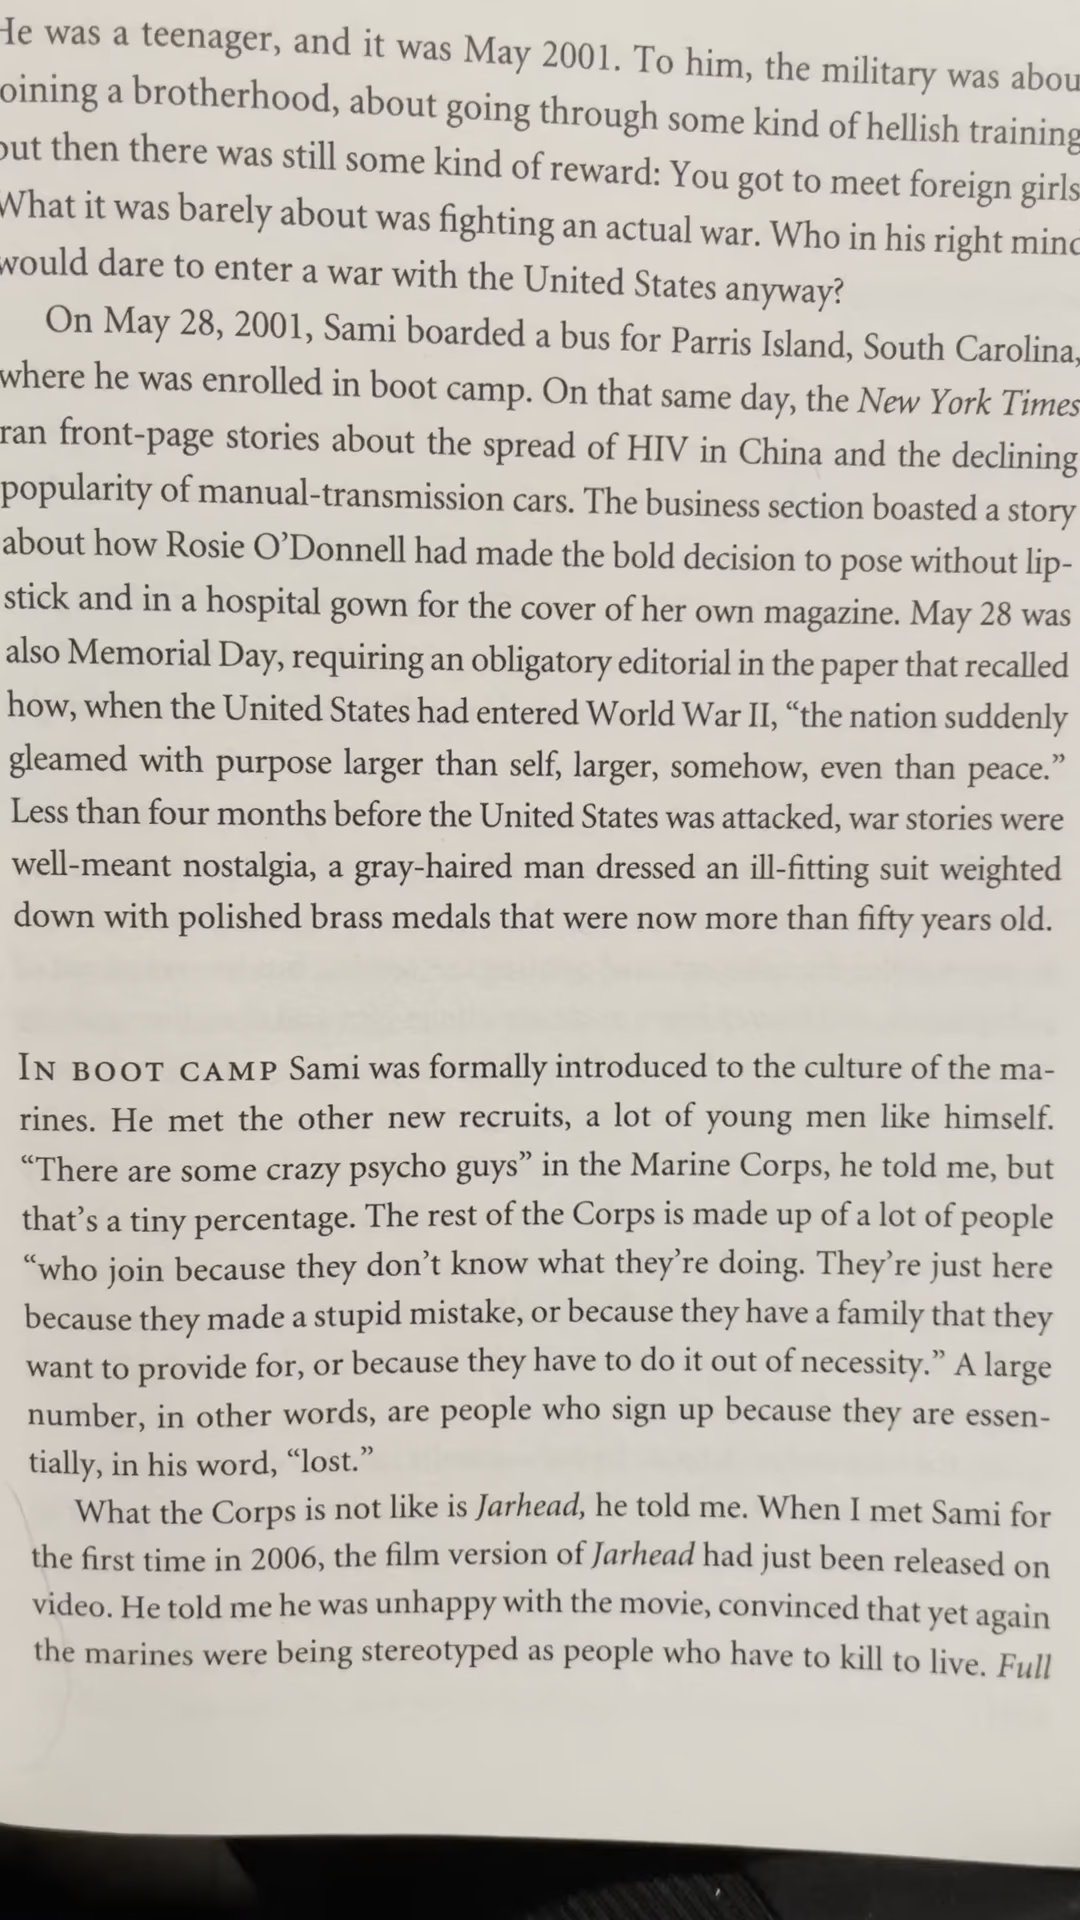 He was a teenager, and it was May 2001. To him, the military was abou
oining a brotherhood, about going through some kind of hellish training
out then there was still some kind of reward: You got to meet foreign girls
What it was barely about was fighting an actual war. Who in his right mind
would dare to enter a war with the United States anyway?
On May 28, 2001, Sami boarded a bus for Parris Island, South Carolina,
where he was enrolled in boot camp. On that same day, the New York Times
ran front-page stories about the spread of HIV in China and the declining
popularity of manual-transmission cars. The business section boasted a story
about how Rosie O’Donnell had made the bold decision to pose without lip-
stick and in a hospital gown for the cover of her own magazine. May 28 was
also Memorial Day, requiring an obligatory editorial in the paper that recalled
how, when the United States had entered World War II, “the nation suddenly
gleamed with purpose larger than self, larger, somehow, even than peace.”
Less than four months before the United States was attacked, war stories were
well-meant nostalgia, a gray-haired man dressed an ill-fitting suit weighted
down with polished brass medals that were now more than fifty years old.
IN BOOT CAMP Sami was formally introduced to the culture of the ma-
rines. He met the other new recruits, a lot of young men like himself.
“There are some crazy psycho guys” in the Marine Corps, he told me, but
that’s a tiny percentage. The rest of the Corps is made up of a lot of people
“who join because they don’t know what they’re doing. They’re just here
because they made a stupid mistake, or because they have a family that they
want to provide for, or because they have to do it out of necessity.” A large
number, in other words, are people who sign up because they are essen-
tially, in his word, “lost.”
What the Corps is not like is Jarhead, he told me. When I met Sami for
the first time in 2006, the film version of Jarhead had just been released on
video. He told me he was unhappy with the movie, convinced that yet again
the marines were being stereotyped as people who have to kill to live. Full